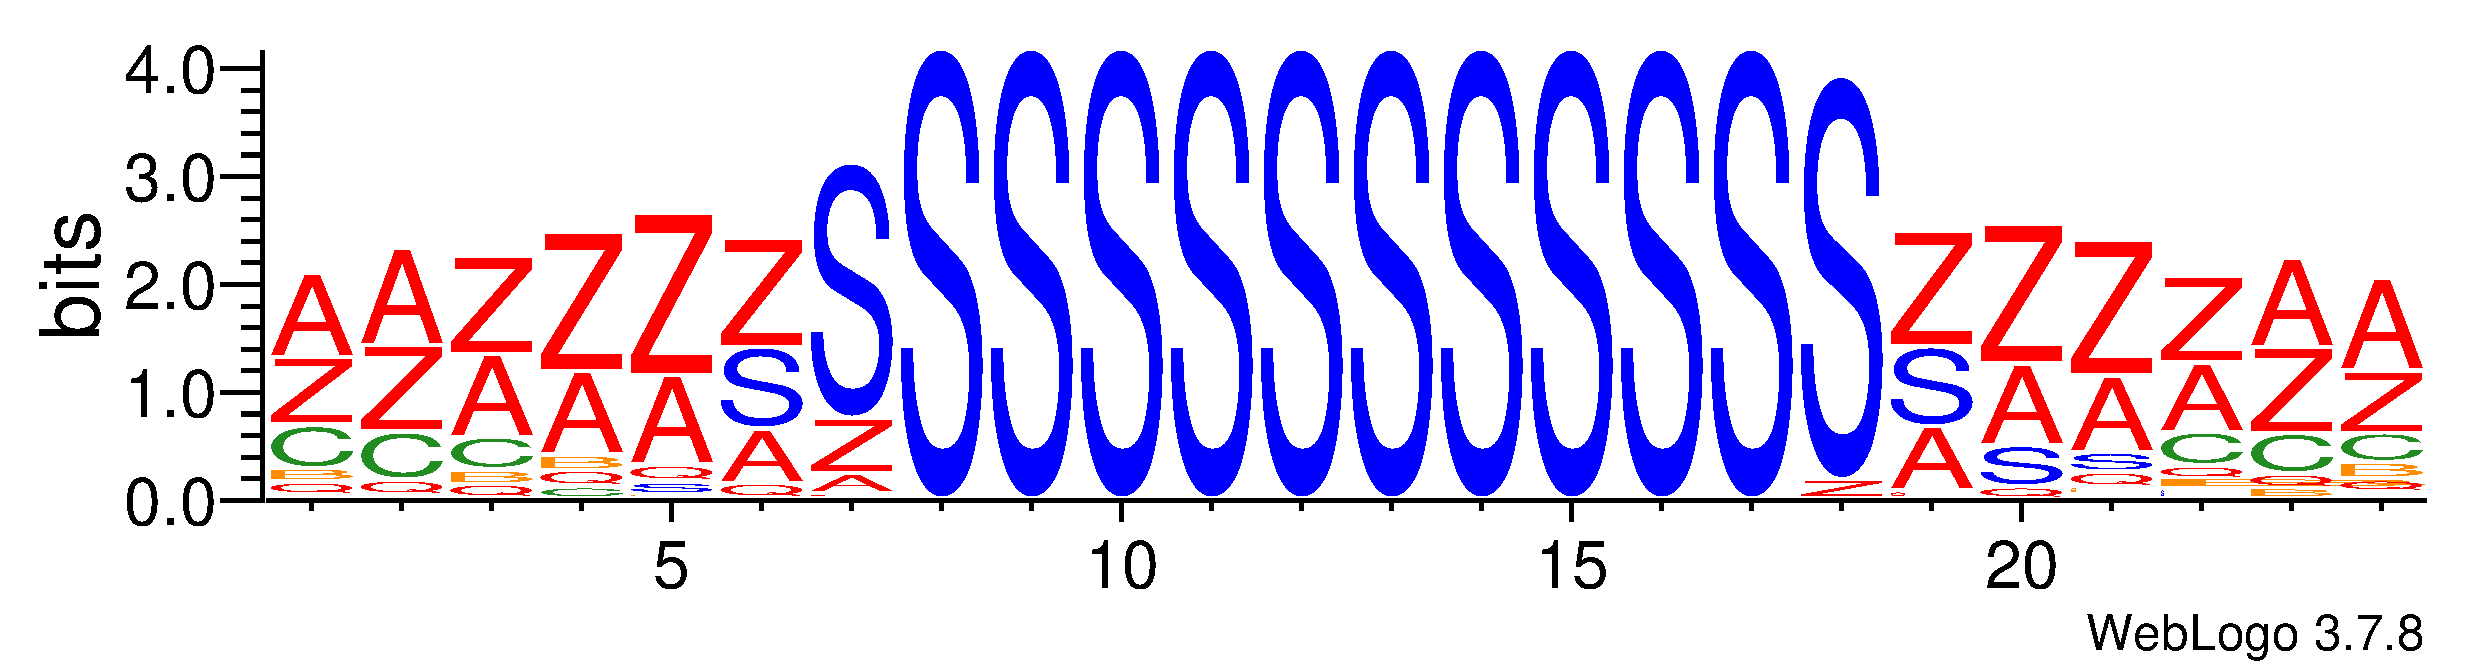 4.0
3.0
2.0
1.0
0.0
bits
A A Z Z Z Z S S S S S S S S S S S S Z Z Z Z A A
Z Z A A A S Z Z S A A A Z Z
C C C B Q A A A S S C C C
B Q B Q S Q Q Q Q Q B
Q Q C B B Q
5 10 15 20
WebLogo 3.7.8